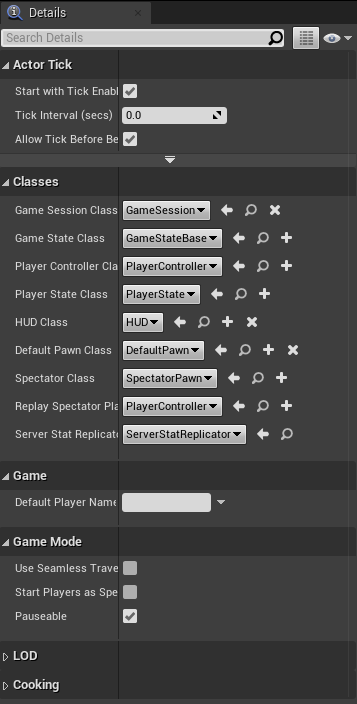 Details
Search Details
Actor Tick
Start with Tick Enabl
Tick Interval (secs) 0.0
Allow Tick Before Be
Classes
Game Session Class GameSession
Game State Class GameStateBase
Player Controller Cla PlayerController
Player State Class PlayerState
HUD Class HUD
Default Pawn Class DefaultPawn
Spectator Class SpectatorPawn
Replay Spectator Pla PlayerController
Server Stat Replicato ServerStatReplicator
Game
Default Player Name
Game Mode
Use Seamless Trave
Start Players as Spe
Pauseable
LOD
Cooking